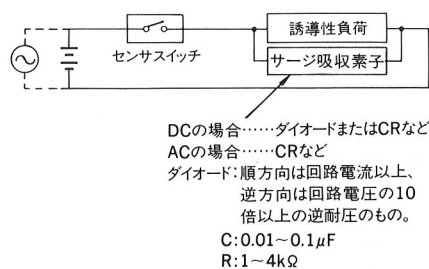 誘導性負荷
センサスイッチ
サージ吸収素子
DCの場合……ダイオードまたはCRなど
ACの場合……CRなど
ダイオード:順方向は回路電流以上、
逆方向は回路電圧の10
倍以上の逆耐圧のもの。
C:0.01~0.1μF
R:1~4kΩ